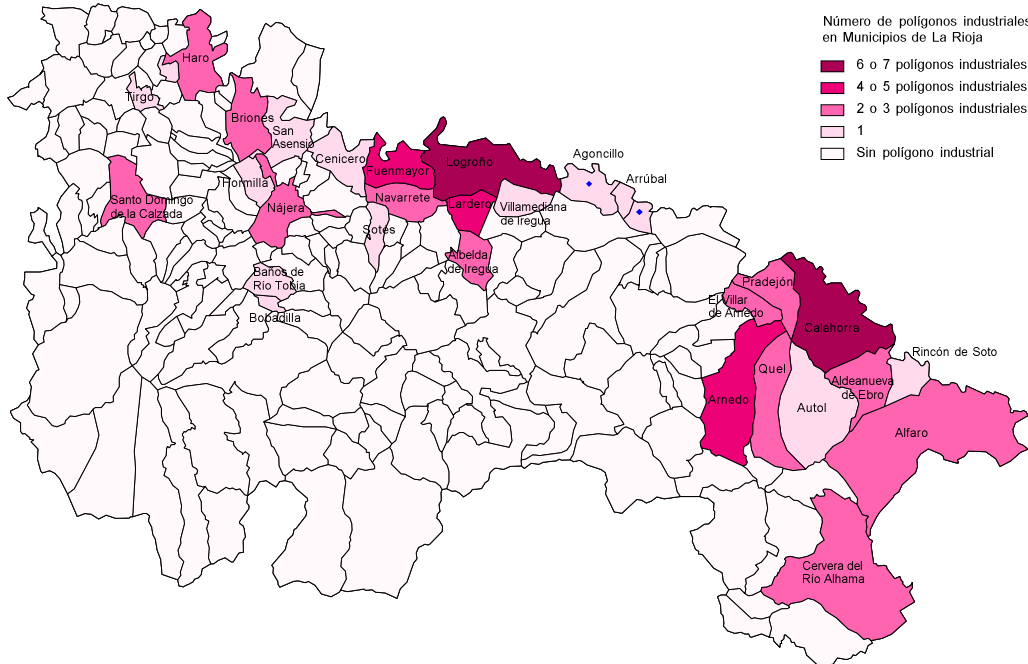 Número de polígonos industriales
en Municipios de La Rioja
6 o 7 polígonos industriales
4 o 5 polígonos industriales
2 o 3 polígonos industriales
1
Sin polígono industrial
Haro
Tirgo
Briones
San
Asensio
Cenicero
Fuenmayor
Logroño
Agoncillo
Arrúbal
Hormilla
Santo Domingo
de la Calzada
Nájera
Navarrete
Lardero
Villamediana
de Iregua
Sotés
Albelda
de Iregua
Baños de
Río Tobia
Bobadilla
Pradejón
El Villar
de Arnedo
Calahorra
Rincón de Soto
Quel
Aldeanueva
de Ebro
Arnedo
Autol
Alfaro
Cervera del
Río Alhama